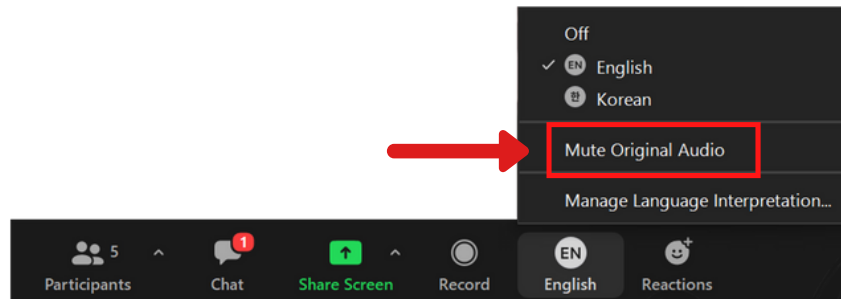 Off
EN English
한 Korean
Mute Original Audio
Manage Language Interpretation...
5 1 EN
Participants Chat Share Screen Record English Reactions